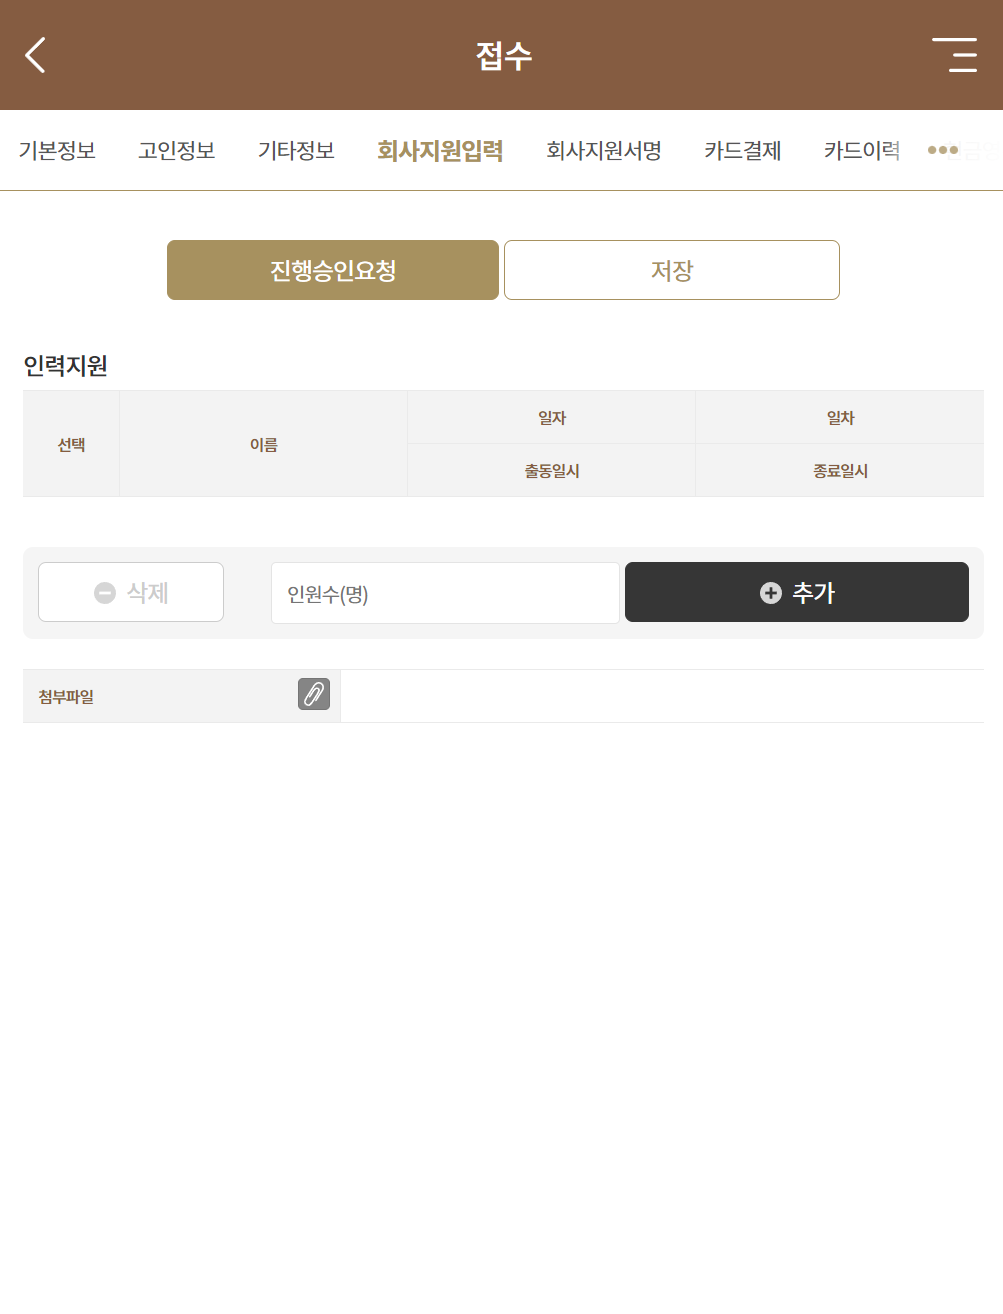 접수
기본정보 고인정보 기타정보 회사지원입력 회사지원서명 카드결제 카드이력
진행승인요청 저장
인력지원
선택 이름 일자 일차
출동일시 종료일시
삭제 인원수(명) 추가
첨부파일